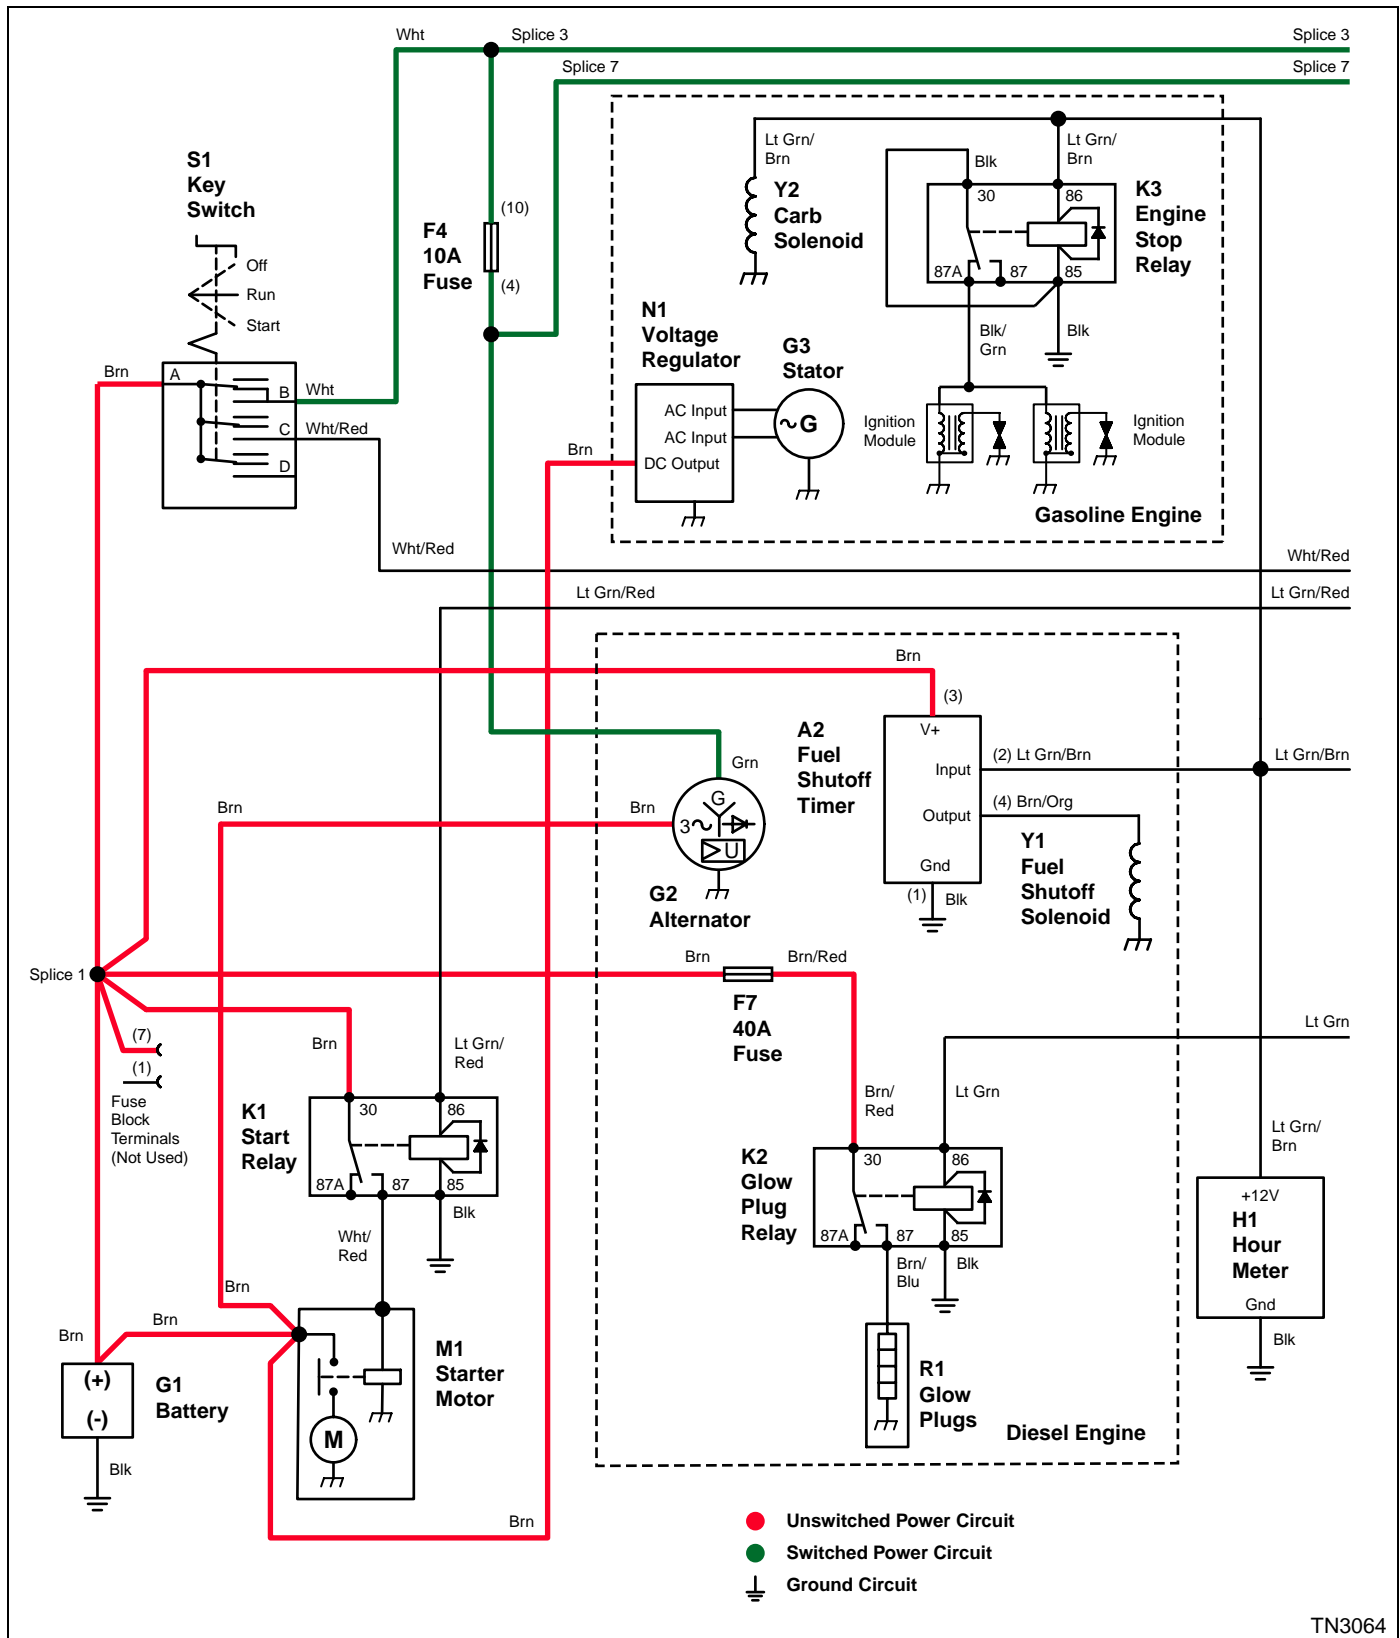 Wht
Splice 3
Splice 3
Splice 7
Splice 7
S1
Key
Switch
Off
Run
Start
F4
10A
Fuse
(10)
(4)
Brn
A
B
Wht
C
Wht/Red
D
Lt Grn/
Brn
Y2
Carb
Solenoid
Blk
Lt Grn/
Brn
30
86
87A
87
85
K3
Engine
Stop
Relay
Blk/
Grn
Blk
N1
Voltage
Regulator
AC Input
AC Input
DC Output
Brn
G3
Stator
G
Ignition
Module
Ignition
Module
Gasoline Engine
Wht/Red
Wht/Red
Lt Grn/Red
Lt Grn/Red
Brn
(3)
A2
Fuel
Shutoff
Timer
V+
Input
Output
Gnd
(2) Lt Grn/Brn
Lt Grn/Brn
(4) Brn/Org
(1)
Blk
Y1
Fuel
Shutoff
Solenoid
Grn
Brn
Brn
G
3
U
G2
Alternator
Splice 1
Brn
Brn/Red
F7
40A
Fuse
(7)
(1)
Fuse
Block
Terminals
(Not Used)
Brn
Lt Grn/
Red
K1
Start
Relay
30
86
87A
87
85
Wht/
Red
Blk
Lt Grn
Brn/
Red
Lt Grn
K2
Glow
Plug
Relay
30
86
87A
87
85
Brn/
Blu
Blk
R1
Glow
Plugs
Diesel Engine
Lt Grn/
Brn
+12V
H1
Hour
Meter
Gnd
Blk
Brn
Brn
Brn
(+)
(-)
G1
Battery
Blk
M
M1
Starter
Motor
Brn
Unswitched Power Circuit
Switched Power Circuit
Ground Circuit
TN3064